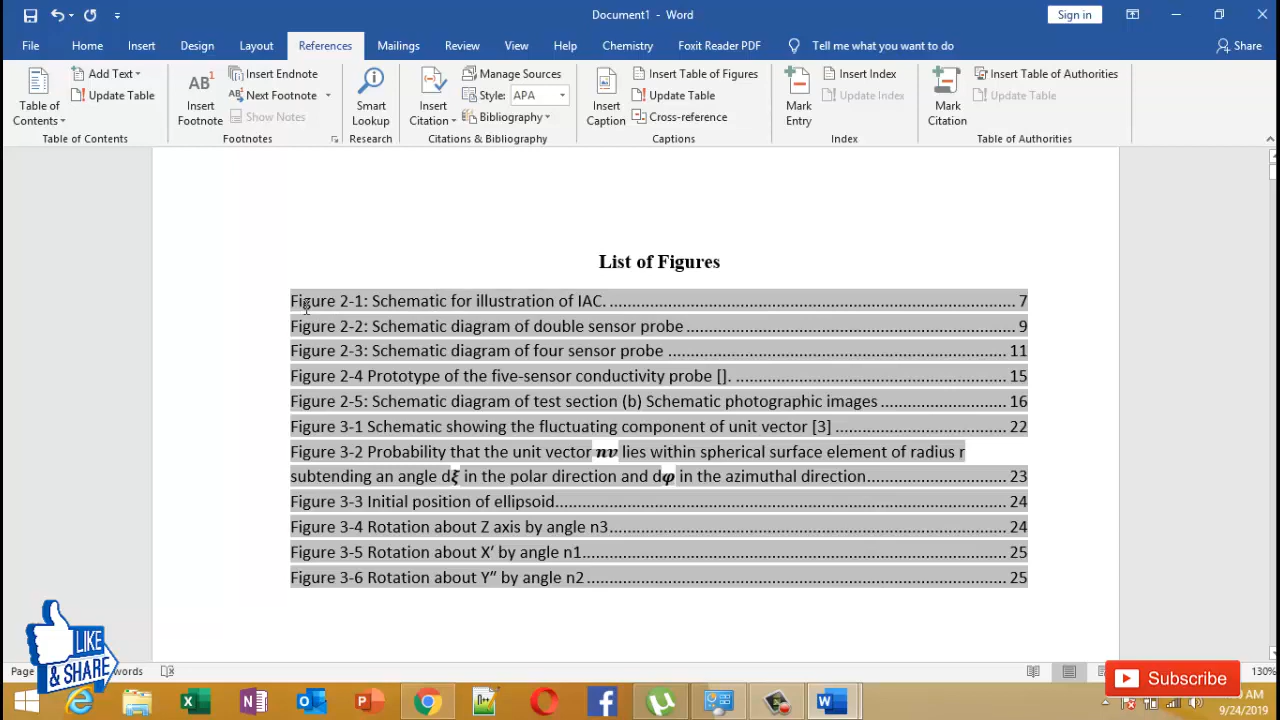 Document1 - Word
Sign in
File Home Insert Design Layout References Mailings Review View Help Chemistry Foxit Reader PDF Tell me what you want to do Share
Table of Contents
Add Text
Update Table
Table of Contents
AB1
Insert Footnote
Insert Endnote
Next Footnote
Show Notes
Footnotes
Smart Lookup
Research
Insert Citation
Manage Sources
Style: APA
Bibliography
Citations & Bibliography
Insert Caption
Insert Table of Figures
Update Table
Cross-reference
Captions
Mark Entry
Insert Index
Update Index
Index
Mark Citation
Insert Table of Authorities
Update Table
Table of Authorities
List of Figures
Figure 2-1: Schematic for illustration of IAC. ........ 7
Figure 2-2: Schematic diagram of double sensor probe ........ 9
Figure 2-3: Schematic diagram of four sensor probe ........ 11
Figure 2-4 Prototype of the five-sensor conductivity probe []. ........ 15
Figure 2-5: Schematic diagram of test section (b) Schematic photographic images ........ 16
Figure 3-1 Schematic showing the fluctuating component of unit vector [3] ........ 22
Figure 3-2 Probability that the unit vector nv lies within spherical surface element of radius r
subtending an angle dξ in the polar direction and dφ in the azimuthal direction ........ 23
Figure 3-3 Initial position of ellipsoid ........ 24
Figure 3-4 Rotation about Z axis by angle n3 ........ 24
Figure 3-5 Rotation about X′ by angle n1 ........ 25
Figure 3-6 Rotation about Y″ by angle n2 ........ 25
LIKE
& SHARE
Page
words
130%
Subscribe
AM
9/24/2019